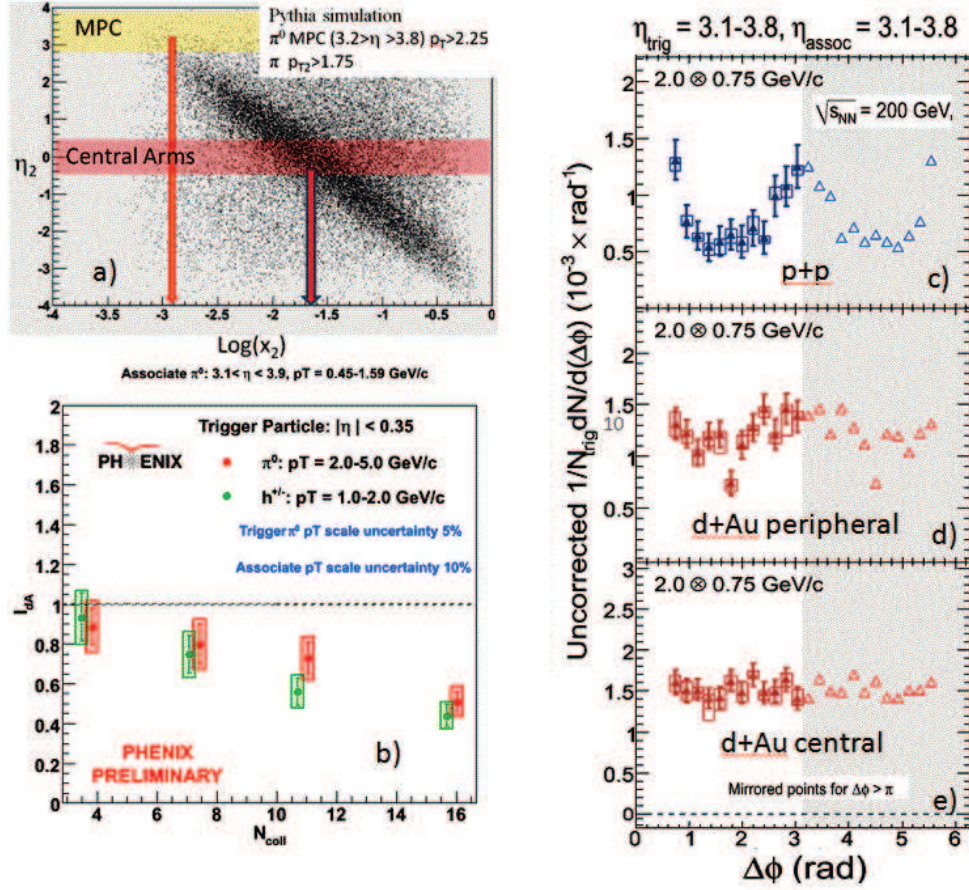 MPC
Pythia simulation
π⁰ MPC (3.2>η >3.8) pT>2.25
π pT2>1.75
4
3
2
1
0
-1
-2
-3
-4
η2
Central Arms
a)
-4 -3.5 -3 -2.5 -2 -1.5 -1 -0.5 0
Log(x2)
Associate π⁰: 3.1< η < 3.9, pT = 0.45-1.59 GeV/c
2
1.8
1.6
1.4
1.2
1
0.8
0.6
0.4
0.2
0
IdA
PHENIX
Trigger Particle: |η| < 0.35
π⁰: pT = 2.0-5.0 GeV/c
h+/-: pT = 1.0-2.0 GeV/c
Trigger π⁰ pT scale uncertainty 5%
Associate pT scale uncertainty 10%
PHENIX
PRELIMINARY
b)
4 6 8 10 12 14 16
Ncoll
ηtrig = 3.1-3.8, ηassoc = 3.1-3.8
2.0 ⊗ 0.75 GeV/c
√sNN = 200 GeV,
2
1.5
1
0.5
p+p
c)
2.0 ⊗ 0.75 GeV/c
2
1.5
10
1
0.5
d+Au peripheral
d)
2.0 ⊗ 0.75 GeV/c
3
2.5
2
1.5
1
0.5
0
d+Au central
Mirrored points for Δϕ > π
e)
Uncorrected 1/Ntrig dN/d(Δϕ) (10⁻³ × rad⁻¹)
0 1 2 3 4 5 6
Δϕ (rad)